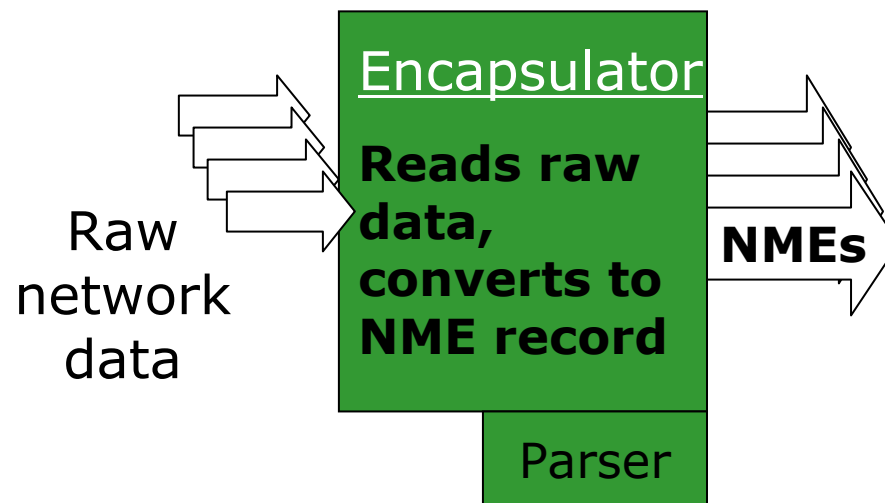 Encapsulator
Reads raw
data,
converts to
NME record
Raw
network
data
NMEs
Parser